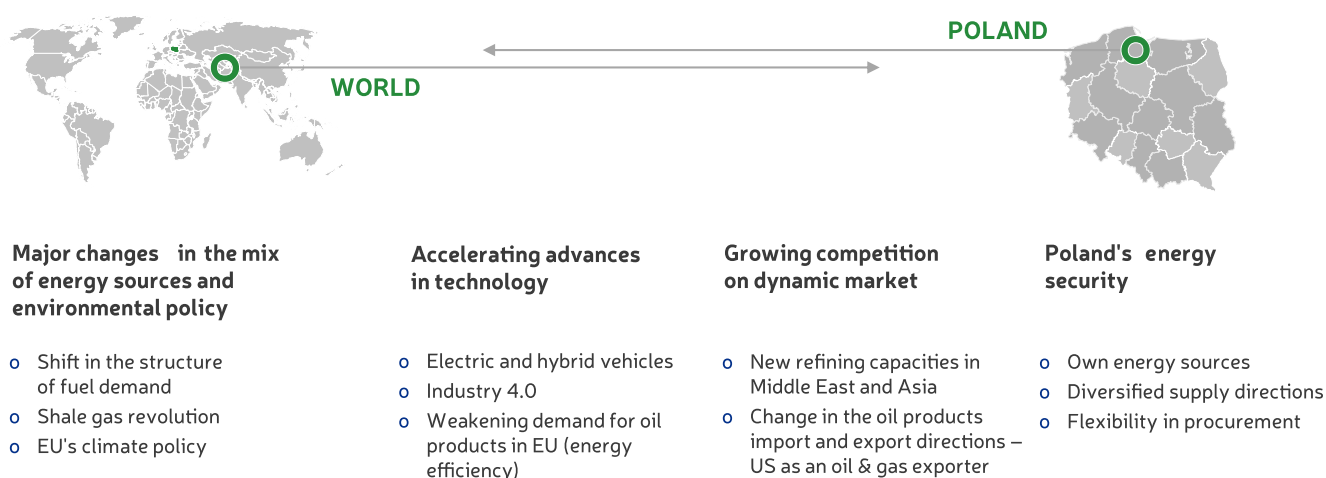 POLAND
WORLD
Major changes in the mix
of energy sources and
environmental policy
o Shift in the structure
of fuel demand
o Shale gas revolution
o EU's climate policy
Accelerating advances
in technology
o Electric and hybrid vehicles
o Industry 4.0
o Weakening demand for oil
products in EU (energy
efficiency)
Growing competition
on dynamic market
o New refining capacities in
Middle East and Asia
o Change in the oil products
import and export directions –
US as an oil & gas exporter
Poland's energy
security
o Own energy sources
o Diversified supply directions
o Flexibility in procurement